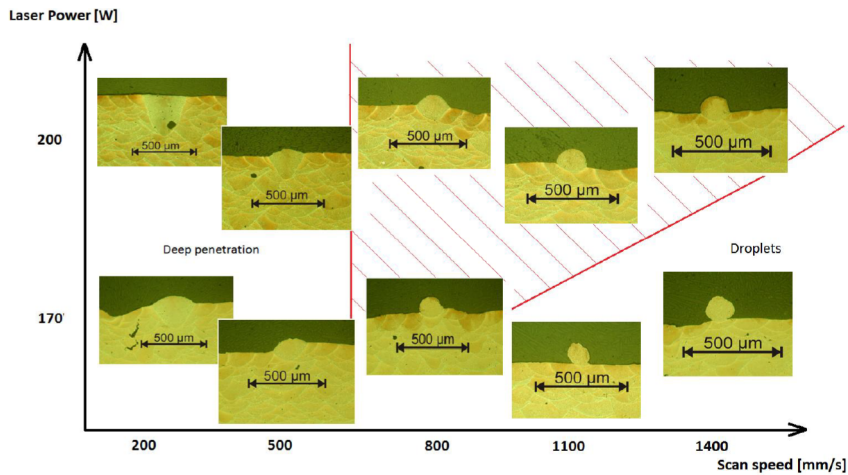 Laser Power [W]
200
500 µm
500 µm
500 µm
500 µm
500 µm
Deep penetration
Droplets
170
500 µm
500 µm
500 µm
500 µm
500 µm
200
500
800
1100
1400
Scan speed [mm/s]